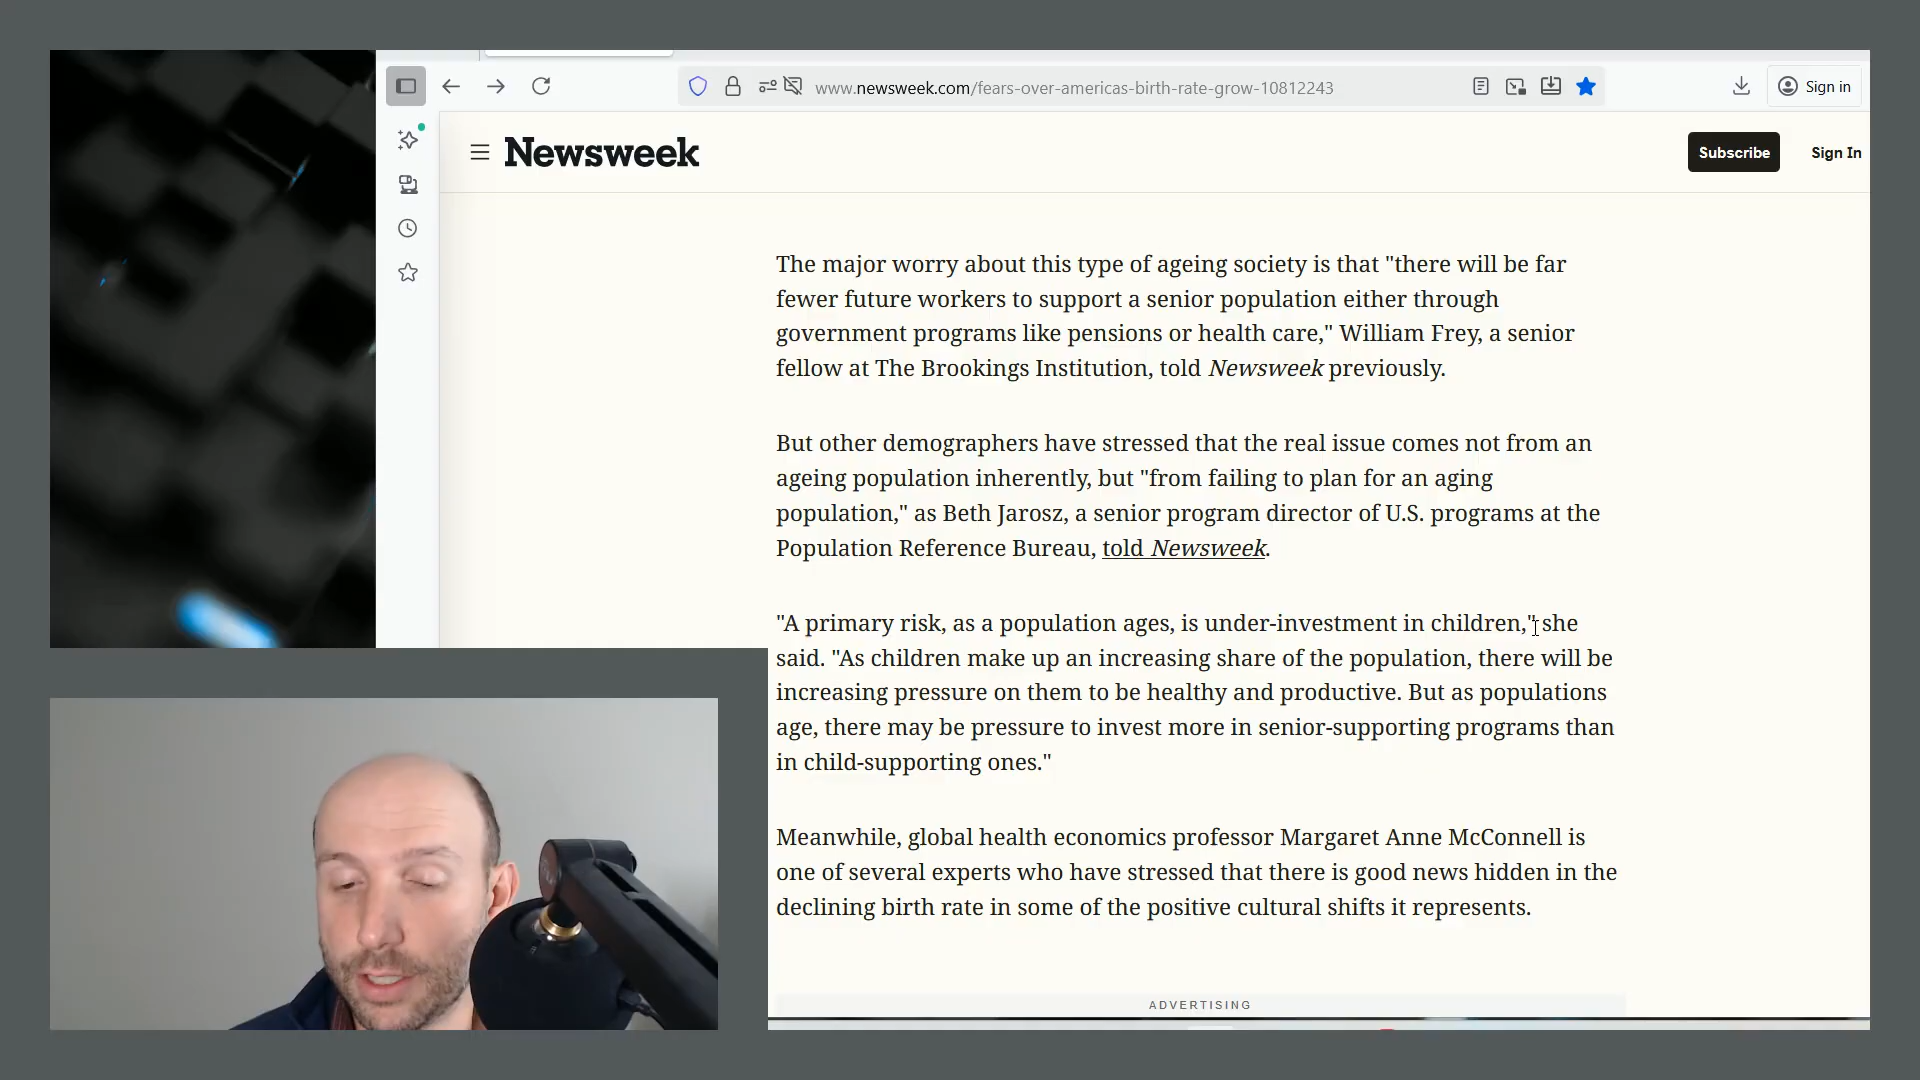 www.newsweek.com/fears-over-americas-birth-rate-grow-10812243
Sign in
Newsweek
Subscribe
Sign In
The major worry about this type of ageing society is that "there will be far
fewer future workers to support a senior population either through
government programs like pensions or health care," William Frey, a senior
fellow at The Brookings Institution, told Newsweek previously.
But other demographers have stressed that the real issue comes not from an
ageing population inherently, but "from failing to plan for an aging
population," as Beth Jarosz, a senior program director of U.S. programs at the
Population Reference Bureau, told Newsweek.
"A primary risk, as a population ages, is under-investment in children," she
said. "As children make up an increasing share of the population, there will be
increasing pressure on them to be healthy and productive. But as populations
age, there may be pressure to invest more in senior-supporting programs than
in child-supporting ones."
Meanwhile, global health economics professor Margaret Anne McConnell is
one of several experts who have stressed that there is good news hidden in the
declining birth rate in some of the positive cultural shifts it represents.
ADVERTISING